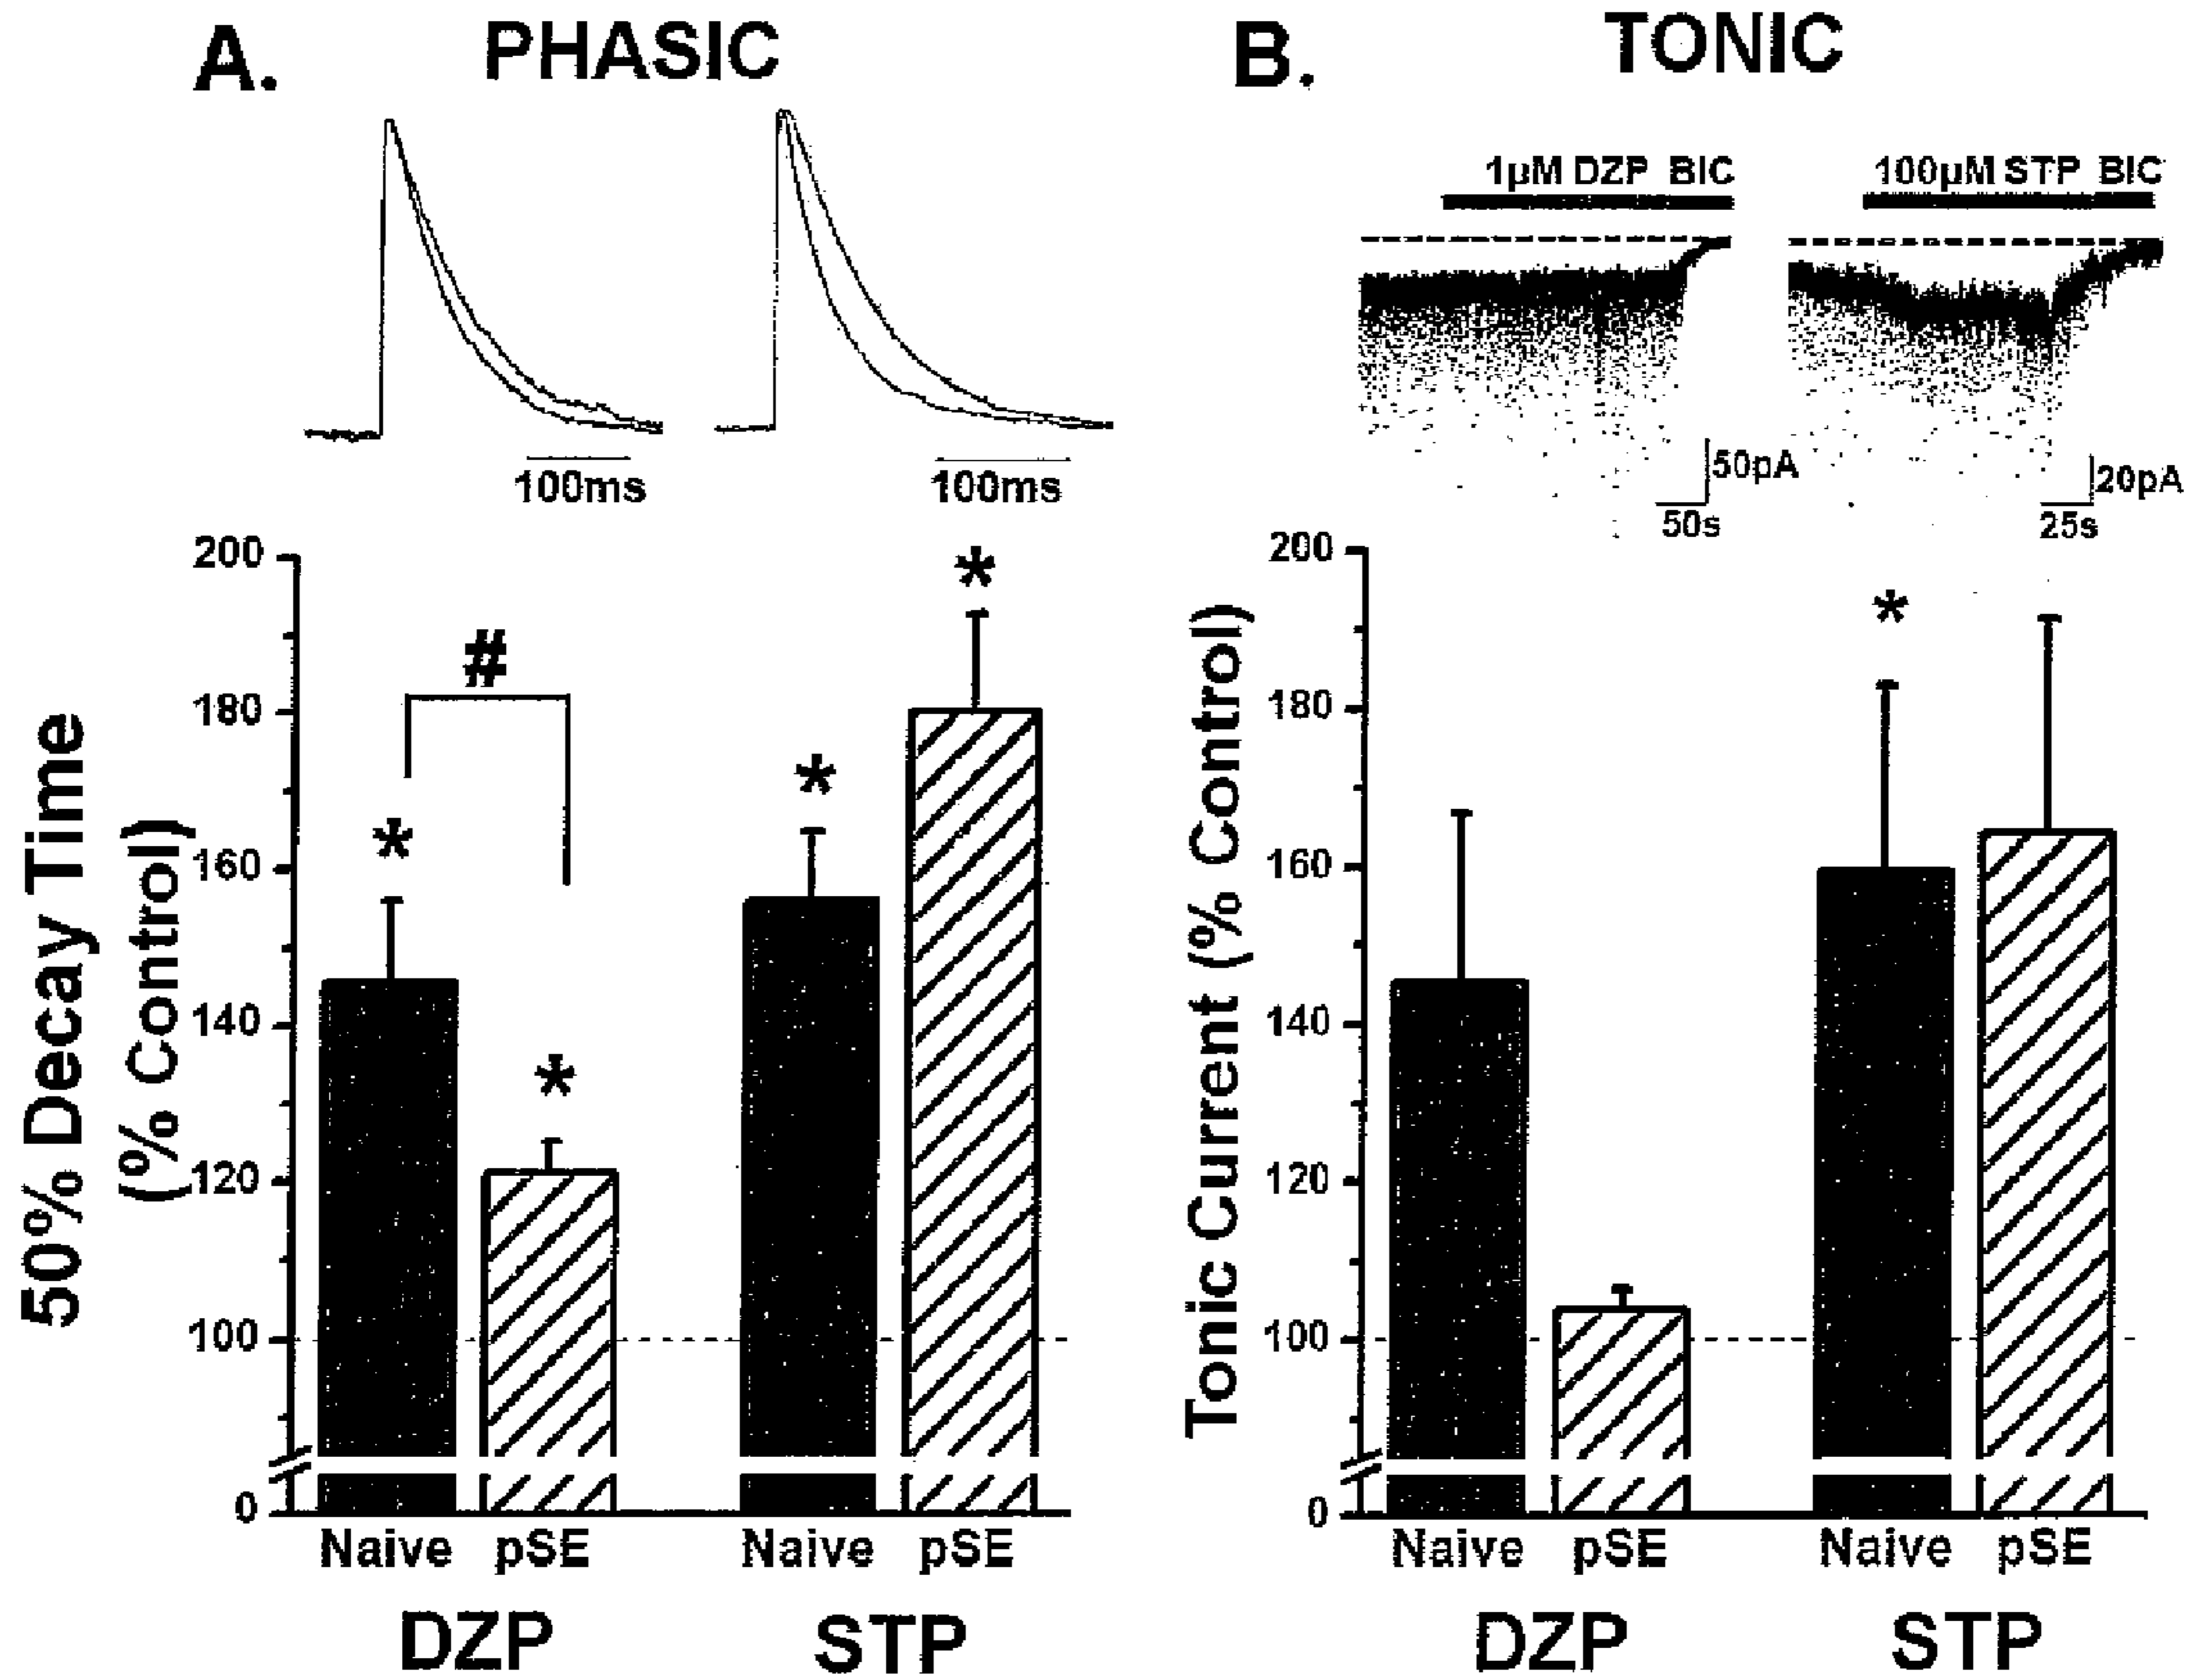 A. PHASIC
100ms 100ms
50% Decay Time
(% Control)
200
180
160
140
120
100
0
#
*
*
*
*
Naive pSE Naive pSE
DZP STP
B. TONIC
1µM DZP BIC 100µM STP BIC
50pA 20pA
50s 25s
Tonic Current (% Control)
200
180
160
140
120
100
0
*
Naive pSE Naive pSE
DZP STP